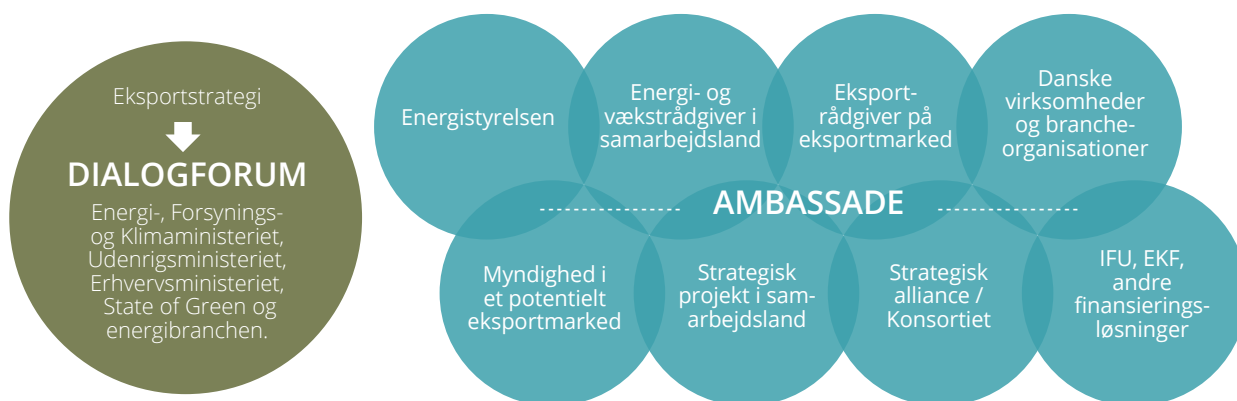 Eksportstrategi
DIALOGFORUM
Energi-, Forsynings-
og Klimaministeriet,
Udenrigsministeriet,
Erhvervsministeriet,
State of Green og
energibranchen.
Energistyrelsen
Energi- og
vækstrådgiver i
samarbejdsland
Eksport-
rådgiver på
eksportmarked
Danske
virksomheder
og branche-
organisationer
AMBASSADE
Myndighed i
et potentielt
eksportmarked
Strategisk
projekt i sam-
arbejdsland
Strategisk
alliance /
Konsortiet
IFU, EKF,
andre
finansierings-
løsninger